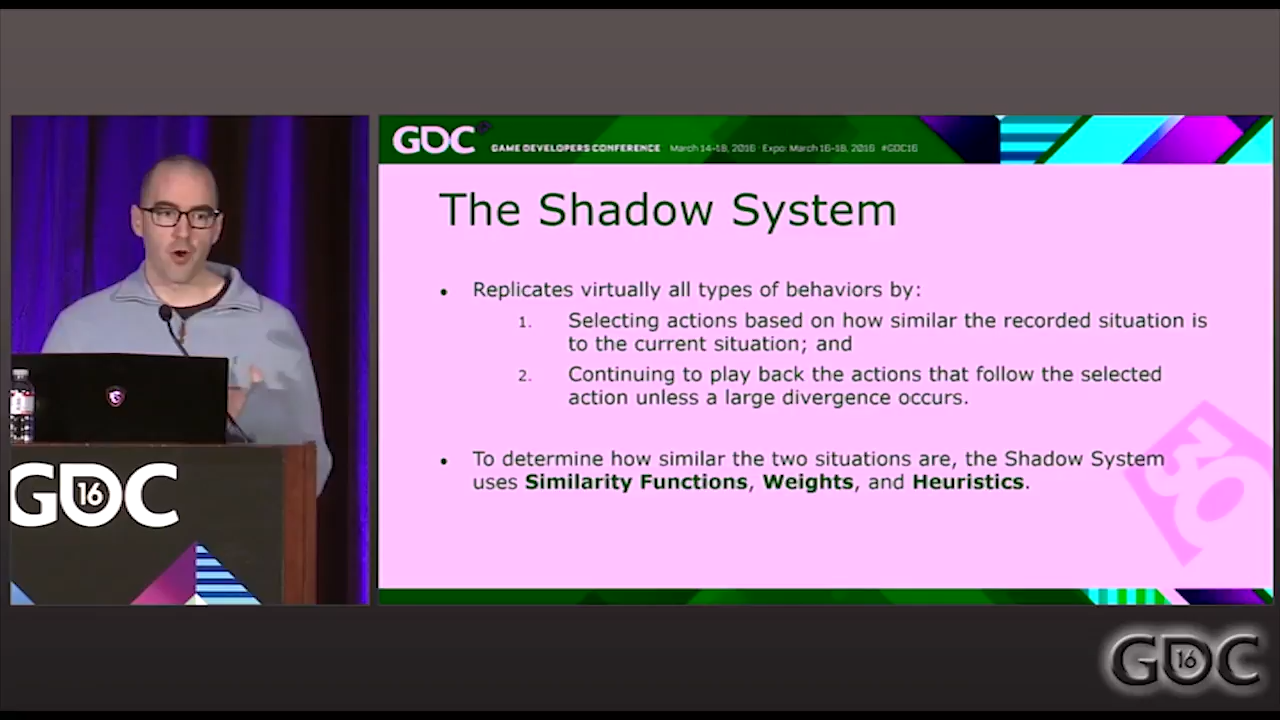 GDC
GAME DEVELOPERS CONFERENCE March 14-18, 2016 · Expo: March 16-18, 2016 #GDC16
The Shadow System
• Replicates virtually all types of behaviors by:
1. Selecting actions based on how similar the recorded situation is
to the current situation; and
2. Continuing to play back the actions that follow the selected
action unless a large divergence occurs.
• To determine how similar the two situations are, the Shadow System
uses Similarity Functions, Weights, and Heuristics.
30
GDC
16
GDC
16